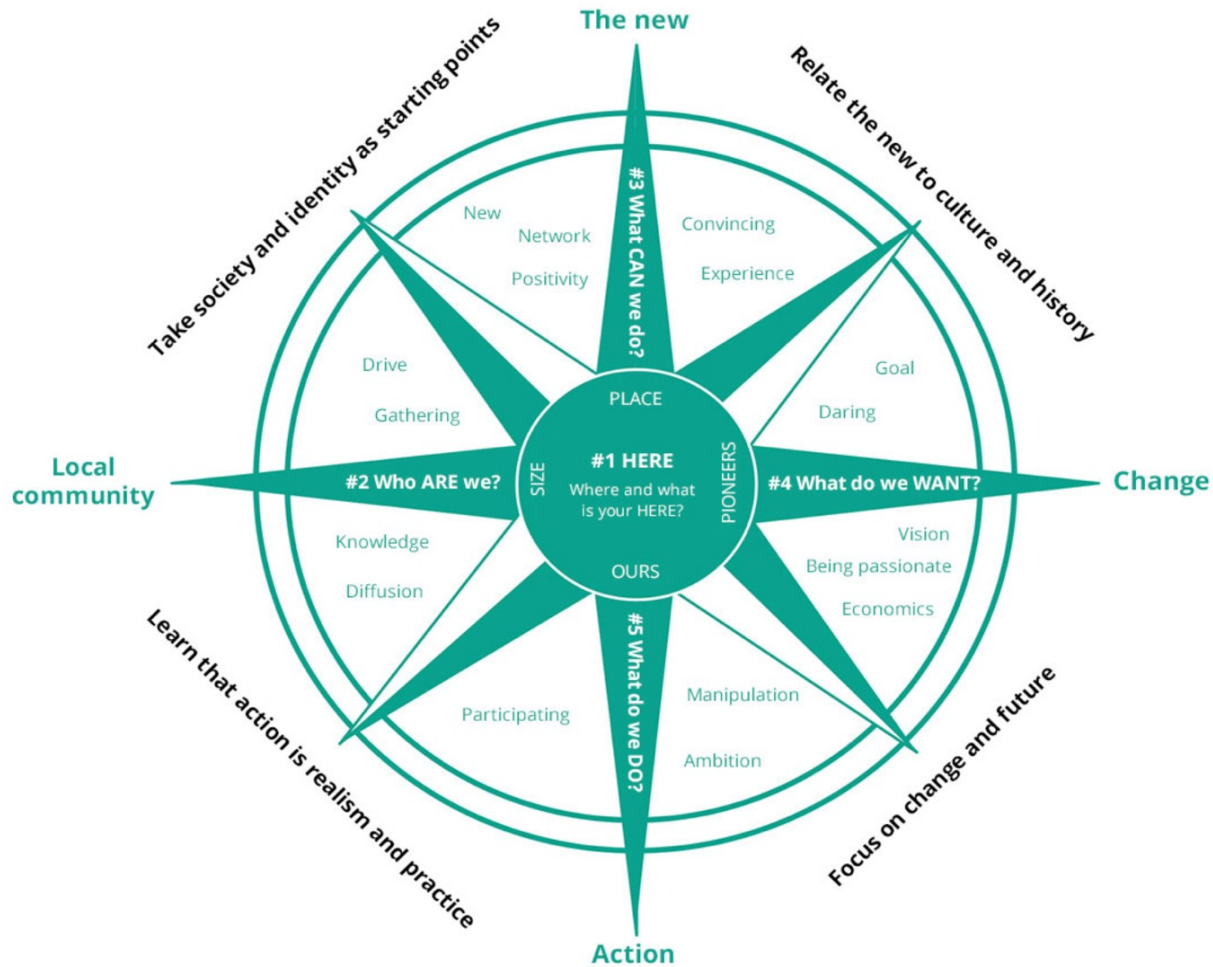 The new
Take society and identity as starting points
Relate the new to culture and history
#3 What CAN we do?
New
Network
Positivity
Convincing
Experience
Drive
Gathering
Goal
Daring
PLACE
SIZE
#1 HERE
Where and what
is your HERE?
PIONEERS
OURS
Local
community
#2 Who ARE we?
#4 What do we WANT?
Change
Knowledge
Diffusion
Vision
Being passionate
Economics
#5 What do we DO?
Participating
Manipulation
Ambition
Learn that action is realism and practice
Focus on change and future
Action